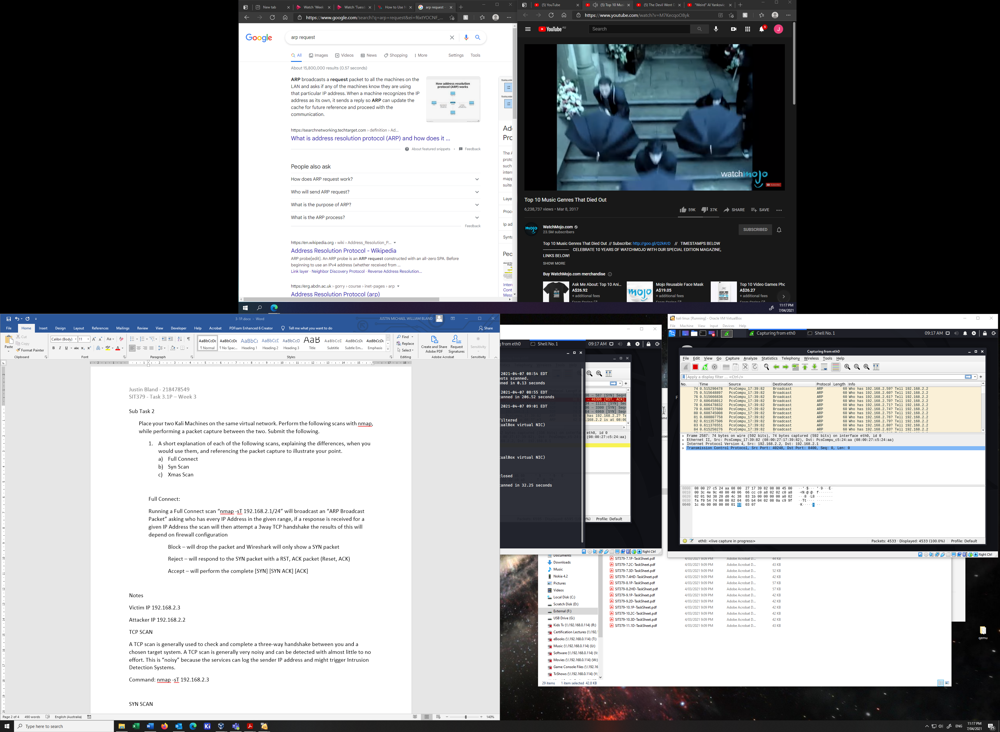 New tab
Watch 'Week
Watch 'Tuesd
How to Use N
arp request -
https://www.google.com/search?q=arp+request&ei=f6xtYOCNF_...
Google
arp request
All
Images
Videos
News
Shopping
More
Settings
Tools
About 15,800,000 results (0.57 seconds)
ARP broadcasts a request packet to all the machines on the
LAN and asks if any of the machines know they are using
that particular IP address. When a machine recognizes the IP
address as its own, it sends a reply so ARP can update the
cache for future reference and proceed with the
communication.
How address resolution
protocol (ARP) works
https://searchnetworking.techtarget.com › definition › Ad...
What is address resolution protocol (ARP) and how does it ...
About featured snippets
Feedback
People also ask
How does ARP request work?
Who will send ARP request?
What is the purpose of ARP?
What is the ARP process?
Feedback
https://en.wikipedia.org › wiki › Address_Resolution_P...
Address Resolution Protocol - Wikipedia
ARP probe[edit]. An ARP probe is an ARP request constructed with an all-zero SPA. Before
beginning to use an IPv4 address (whether received from ...
Link layer · Neighbor Discovery Protocol · Reverse Address Resolution...
https://erg.abdn.ac.uk › gorry › course › inet-pages › arp
Address Resolution Protocol (arp)
11:17 PM
7/04/2021
(5) YouTube
(5) Top 10 Musi
(5) The Devil Went D
"Weird" Al Yankovic
https://www.youtube.com/watch?v=M7KecqoO8yk
YouTube AU
Search
5
J
watchmojo
Subscribe
Top 10 Music Genres That Died Out
6,238,737 views • Mar 8, 2017
59K
37K
SHARE
SAVE
mojo
WatchMojo.com
23.5M subscribers
SUBSCRIBED
Top 10 Music Genres That Died Out // Subscribe: http://goo.gl/Q2kKrD // TIMESTAMPS BELOW
CELEBRATE 10 YEARS OF WATCHMOJO WITH OUR SPECIAL EDITION MAGAZINE,
LINKS BELOW!
SHOW MORE
Buy WatchMojo.com merchandise
Ask Me About: Top 10 Ani...
A$26.92
+ additional fees
Mojo Reusable Face Mask
A$19.05
+ additional fees
Top 10 Video Games Pho
A$26.27
+ additional fees
3-1P.docx - Word
JUSTIN MICHAEL WILLIAM BLAND
File Home Insert Design Layout References Mailings Review View Developer Help Acrobat PDFsam Enhanced 6 Creator Tell me what you want to do
Share
Paste
Cut
Copy
Format Painter
Clipboard
Calibri (Body) 11
Font
Paragraph
¶ Normal
¶ No Spac...
Heading 1
Heading 2
Heading 3
Title
Subtitle
Subtle Em...
Emphasis
Styles
Find
Replace
Select
Editing
Create and Share
Adobe PDF
Request
Signatures
Adobe Acrobat
Sensitivity
Sensitivity
Justin Bland - 218478549
SIT379 - Task 3.1P – Week 3
Sub Task 2
Place your two Kali Machines on the same virtual network. Perform the following scans with nmap,
while performing a packet capture between the two. Submit the following.
1. A short explanation of each of the following scans, explaining the differences, when you
would use them, and referencing the packet capture to illustrate your point.
a) Full Connect
b) Syn Scan
c) Xmas Scan
Full Connect:
Running a Full Connect scan “nmap -sT 192.168.2.1/24” will broadcast an “ARP Broadcast
Packet” asking who has every IP Address in the given range, if a response is received for a
given IP Address the scan will then attempt a 3way TCP handshake the results of this will
depend on firewall configuration
Block – will drop the packet and Wireshark will only show a SYN packet
Reject – will respond to the SYN packet with a RST, ACK packet (Reset, ACK)
Accept – will perform the complete [SYN] [SYN ACK] [ACK]
Notes
Victim IP 192.168.2.3
Attacker IP 192.168.2.2
TCP SCAN
A TCP scan is generally used to check and complete a three-way handshake between you and a
chosen target system. A TCP scan is generally very noisy and can be detected with almost little to no
effort. This is “noisy” because the services can log the sender IP address and might trigger Intrusion
Detection Systems.
Command: nmap -sT 192.168.2.3
SYN SCAN
Page 2 of 4
490 words
English (Australia)
140%
ng from eth0
Shell No. 1
09:17 AM
2021-04-07 08:54 EDT
osts scanned.
nned in 0.13 seconds
2021-04-07 08:55 EDT
canned in 206.52 seconds
2021-04-07 09:01 EDT
filtered
tualBox virtual NIC)
tualBox virtual NIC)
closed
canned in 32.25 seconds
06 → 587 [SYN] Seq=0
→ 46306 [RST, ACK]
34 → 11111 [SYN] Sec
06 → 3300 [SYN] Seq=
64 → 6969 [SYN] Seq=
has 192.168.2.2? Te
.168.2.2 is at 08:00
eth0, id 0
(08:00:27:c5:24:aa)
Profile: Default
Right Ctrl
kali linux [Running] - Oracle VM VirtualBox
File Machine View Input Devices Help
Capturing from eth0
Shell No. 1
09:17 AM
Capturing from eth0
File Edit View Go Capture Analyze Statistics Telephony Wireless Tools Help
Apply a display filter ... <Ctrl-/>
No. Time Source Destination Protocol Length Info
74 0.515290478 PcsCompu_17:39:82 Broadcast ARP 60 Who has 192.168.2.59? Tell 192.168.2.2
75 0.515648897 PcsCompu_17:39:82 Broadcast ARP 60 Who has 192.168.2.60? Tell 192.168.2.2
76 0.515666836 PcsCompu_17:39:82 Broadcast ARP 60 Who has 192.168.2.61? Tell 192.168.2.2
77 0.606458012 PcsCompu_17:39:82 Broadcast ARP 60 Who has 192.168.2.70? Tell 192.168.2.2
78 0.606478832 PcsCompu_17:39:82 Broadcast ARP 60 Who has 192.168.2.71? Tell 192.168.2.2
79 0.608737680 PcsCompu_17:39:82 Broadcast ARP 60 Who has 192.168.2.74? Tell 192.168.2.2
80 0.608745008 PcsCompu_17:39:82 Broadcast ARP 60 Who has 192.168.2.75? Tell 192.168.2.2
81 0.608807758 PcsCompu_17:39:82 Broadcast ARP 60 Who has 192.168.2.76? Tell 192.168.2.2
82 0.611357506 PcsCompu_17:39:82 Broadcast ARP 60 Who has 192.168.2.80? Tell 192.168.2.2
83 0.611376551 PcsCompu_17:39:82 Broadcast ARP 60 Who has 192.168.2.83? Tell 192.168.2.2
84 0.615250276 PcsCompu_17:39:82 Broadcast ARP 60 Who has 192.168.2.84? Tell 192.168.2.2
Frame 2587: 74 bytes on wire (592 bits), 74 bytes captured (592 bits) on interface eth0, id 0
Ethernet II, Src: PcsCompu_17:39:82 (08:00:27:17:39:82), Dst: PcsCompu_c5:24:aa (08:00:27:c5:24:aa)
Internet Protocol Version 4, Src: 192.168.2.2, Dst: 192.168.2.1
Transmission Control Protocol, Src Port: 40248, Dst Port: 8400, Seq: 0, Len: 0
0000 08 00 27 c5 24 aa 08 00 27 17 39 82 08 00 45 00
0010 00 3c 4e 9c 40 00 40 06 66 cc c0 a8 02 02 c0 a8
0020 02 01 9d 38 20 d0 4c 38 83 1b 00 00 00 00 a0 02
0030 fa f0 54 74 00 00 02 04 05 b4 04 02 08 0a c9 9f
0040 1c 4b 00 00 00 00 01 03 03 07
eth0: <live capture in progress>
Packets: 4533 · Displayed: 4533 (100.0%)
Profile: Default
Right Ctrl
Documents
Downloads
Music
Nokia 4.2
Pictures
Videos
Local Disk (C:)
Scratch Disk (D:)
External (F:)
USB Drive (G:)
Kids Tv (\\192.168.0.114) (R:)
Certification Lectures (\\192.
eBooks (\\192.168.0.114) (T:)
Music (\\192.168.0.114) (U:)
Software (\\192.168.0.114) (V:
Movies (\\192.168.0.114) (W:)
Game Console Files (\\192.16
TvShows (\\192.168.0.114) (Y:
SIT379-7.1P-TaskSheet.pdf 4/03/2021 9:09 PM Adobe Acrobat D... 44 KB
SIT379-7.2C-TaskSheet.pdf 4/03/2021 9:09 PM Adobe Acrobat D... 43 KB
SIT379-7.3D-TaskSheet.pdf 4/03/2021 9:09 PM Adobe Acrobat D... 52 KB
SIT379-7.4HD-TaskSheet.pdf 4/03/2021 9:09 PM Adobe Acrobat D... 42 KB
SIT379-8.1P-TaskSheet.pdf 4/03/2021 9:09 PM Adobe Acrobat D... 57 KB
SIT379-8.2HD-TaskSheet.pdf 4/03/2021 9:09 PM Adobe Acrobat D... 57 KB
SIT379-9.1P-TaskSheet.pdf 4/03/2021 9:09 PM Adobe Acrobat D... 42 KB
SIT379-9.2D-TaskSheet.pdf 4/03/2021 9:09 PM Adobe Acrobat D... 42 KB
SIT379-10.1P-TaskSheet.pdf 4/03/2021 9:09 PM Adobe Acrobat D... 42 KB
SIT379-10.2C-TaskSheet.pdf 4/03/2021 9:09 PM Adobe Acrobat D... 42 KB
SIT379-10.3D-TaskSheet.pdf 4/03/2021 9:09 PM Adobe Acrobat D... 42 KB
SIT379-11.1D-TaskSheet.pdf 4/03/2021 9:09 PM Adobe Acrobat D... 43 KB
29 items
1 item selected 42.8 KB
qemu
Type here to search
ENG
11:17 PM
7/04/2021
25